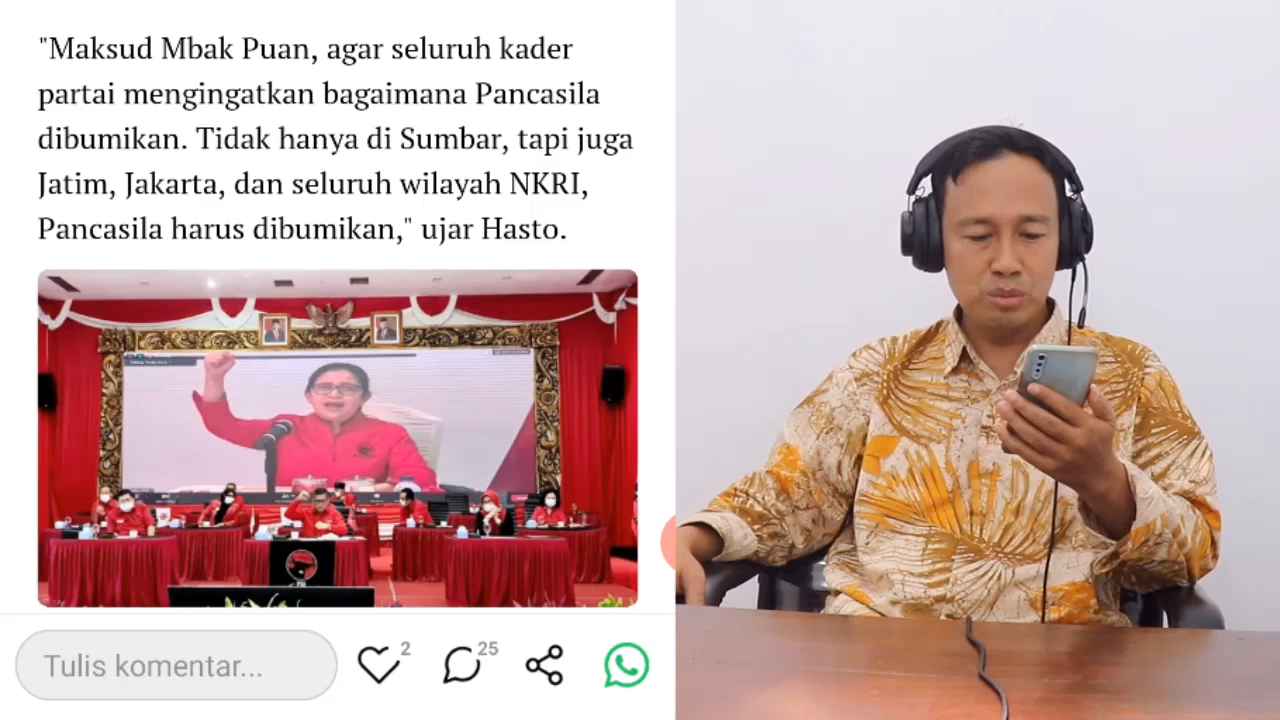 "Maksud Mbak Puan, agar seluruh kader
partai mengingatkan bagaimana Pancasila
dibumikan. Tidak hanya di Sumbar, tapi juga
Jatim, Jakarta, dan seluruh wilayah NKRI,
Pancasila harus dibumikan," ujar Hasto.
Tulis komentar...
2
25